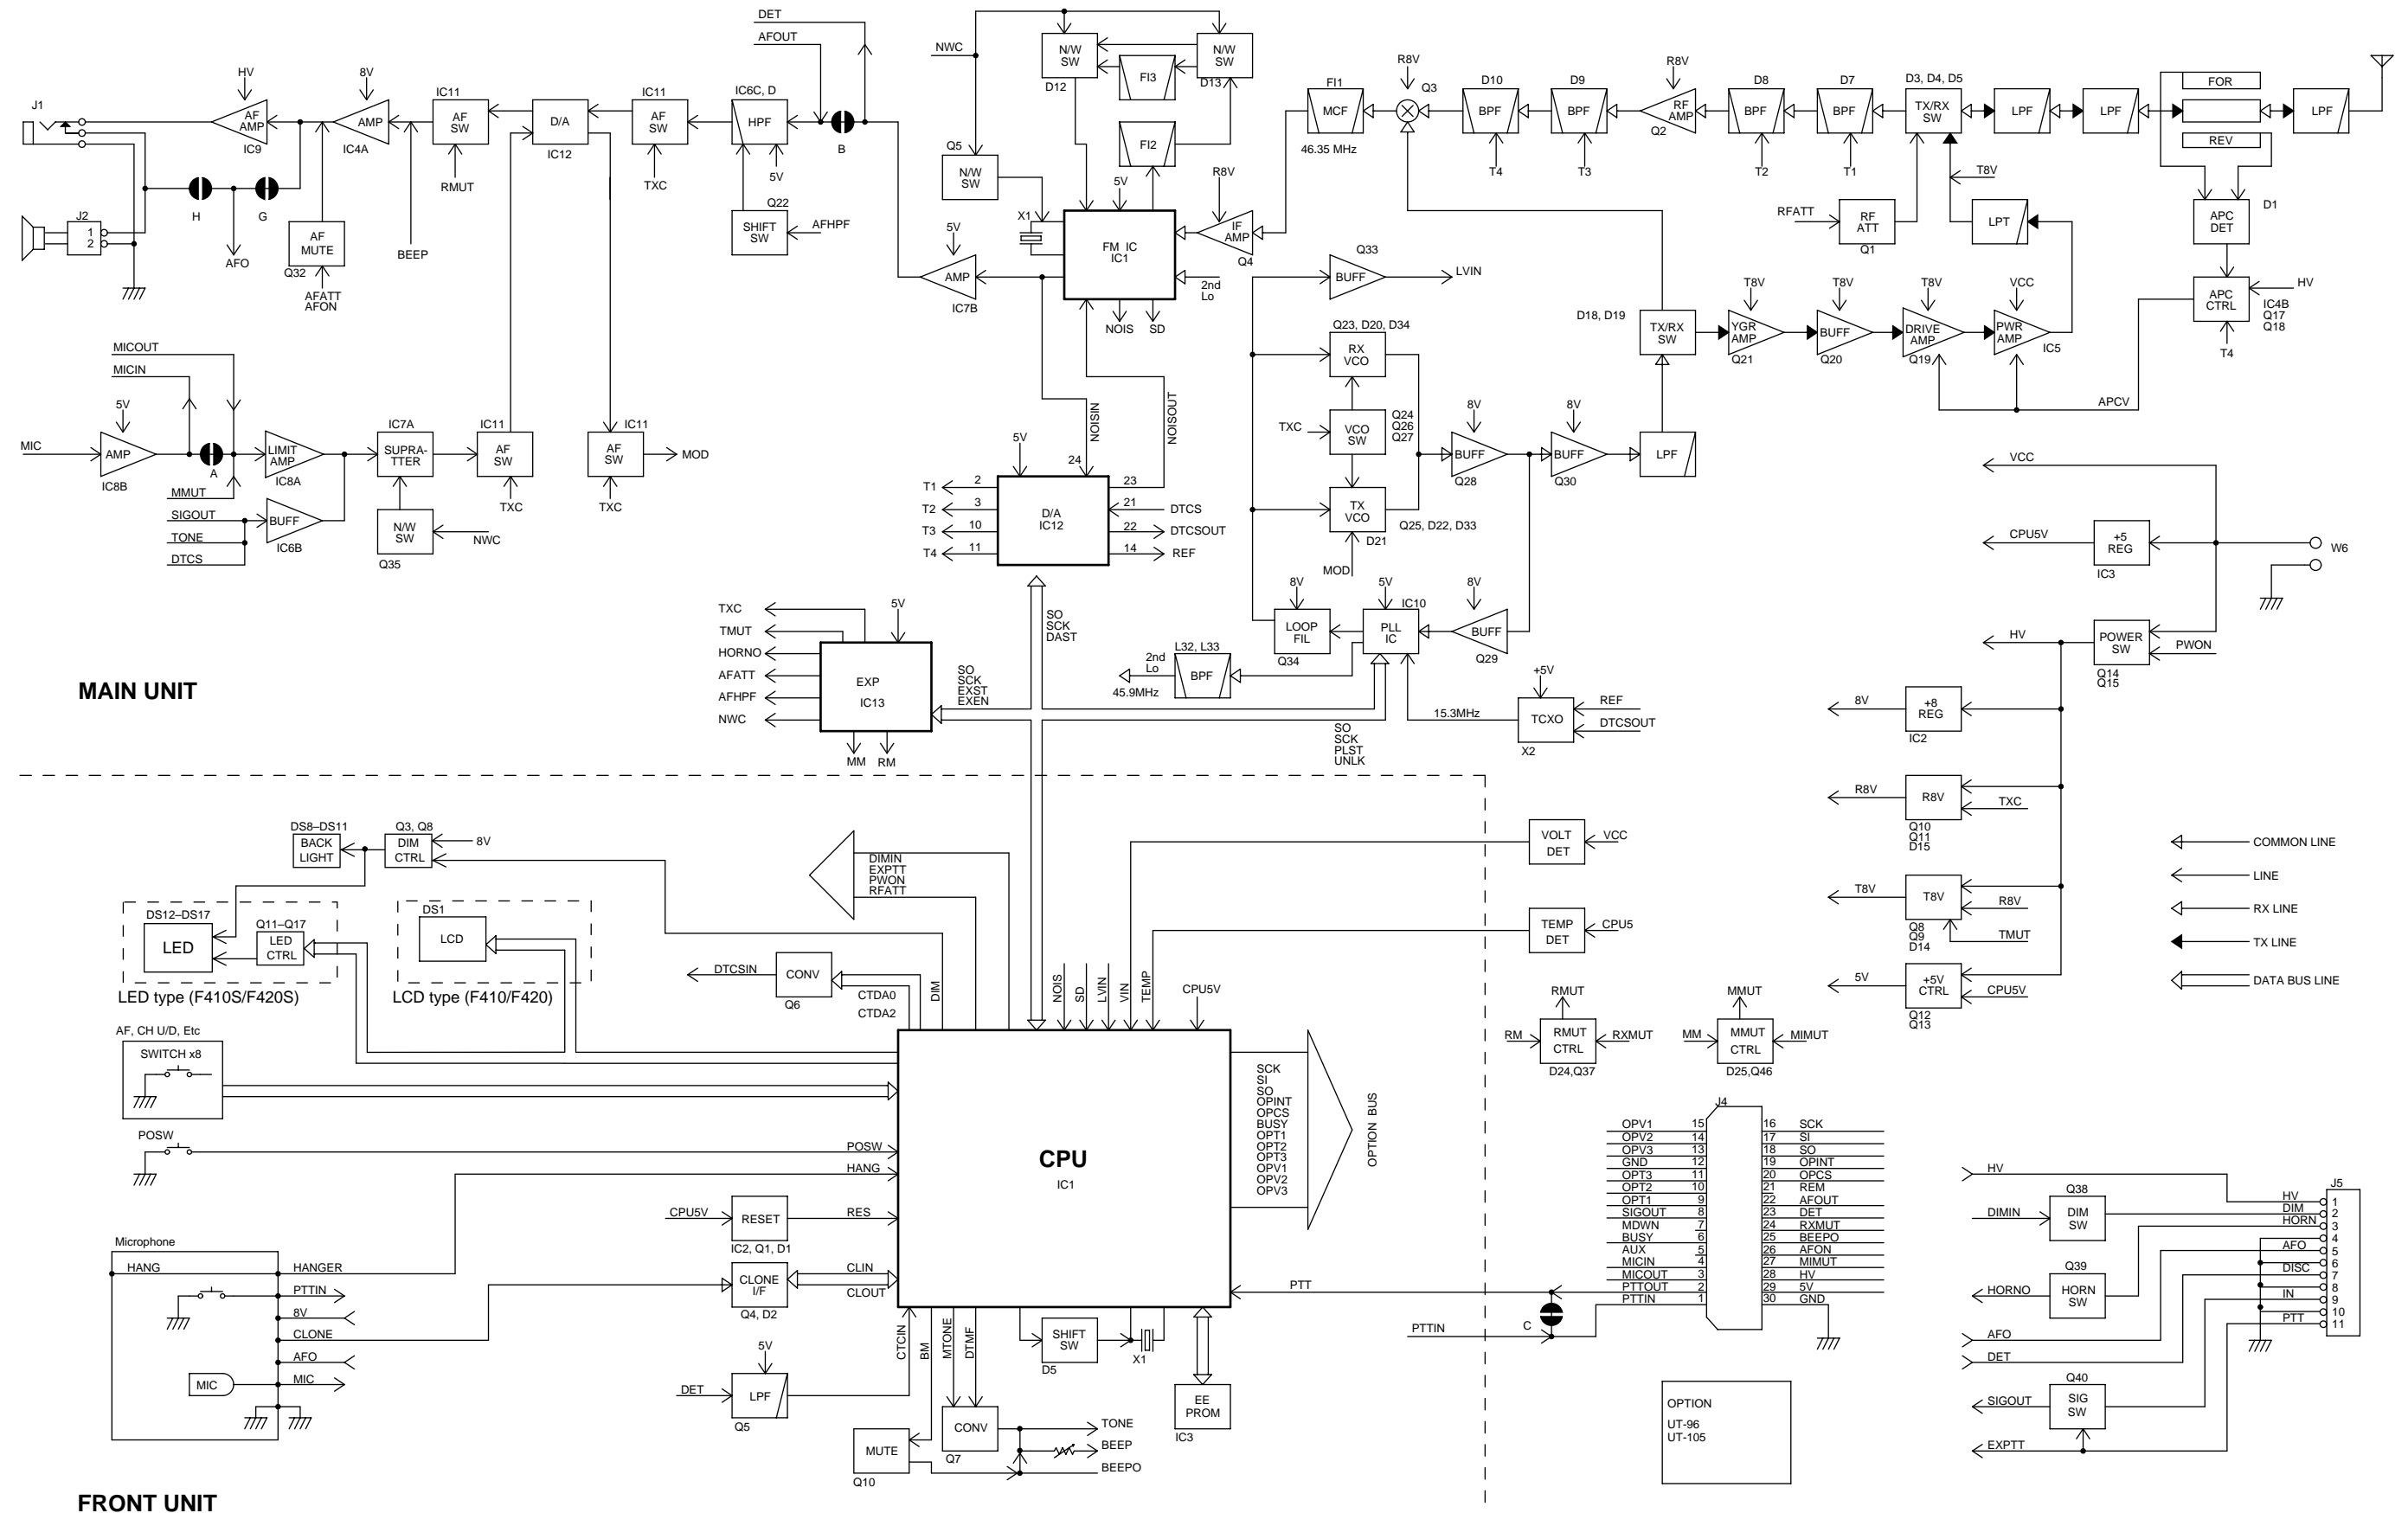 DET
AFOUT
J1
HV
AF
AMP
IC9
8V
AMP
IC4A
IC11
AF
SW
RMUT
D/A
IC12
IC11
AF
SW
TXC
IC6C, D
HPF
5V
B
NWC
N/W
SW
D12
FI3
N/W
SW
D13
FI2
Q5
N/W
SW
X1
5V
FM IC
IC1
NOIS
SD
2nd
Lo
R8V
IF
AMP
Q4
FI1
MCF
46.35 MHz
R8V
Q3
D10
BPF
T4
D9
BPF
T3
R8V
RF
AMP
Q2
D8
BPF
T2
D7
BPF
T1
D3, D4, D5
TX/RX
SW
LPF
LPF
FOR
REV
LPF
T8V
RFATT
RF
ATT
Q1
LPT
APC
DET
D1
APC
CTRL
HV
IC4B
Q17
Q18
T4
J2
1
2
H
G
AFO
AF
MUTE
Q32
AFATT
AFON
BEEP
Q22
SHIFT
SW
AFHPF
5V
AMP
IC7B
Q33
BUFF
LVIN
Q23, D20, D34
RX
VCO
TXC
VCO
SW
Q24
Q26
Q27
TX
VCO
Q25, D22, D33
D21
MOD
8V
BUFF
Q28
8V
BUFF
Q30
LPF
D18, D19
TX/RX
SW
T8V
YGR
AMP
Q21
T8V
BUFF
Q20
T8V
DRIVE
AMP
Q19
VCC
PWR
AMP
IC5
APCV
MICOUT
MICIN
5V
MIC
AMP
IC8B
A
LIMIT
AMP
IC8A
MMUT
SIGOUT
TONE
DTCS
BUFF
IC6B
IC7A
SUPRA-
TTER
N/W
SW
Q35
NWC
IC11
AF
SW
TXC
IC11
AF
SW
TXC
MOD
NOISIN
NOISOUT
5V
24
D/A
IC12
T1 2
T2 3
T3 10
T4 11
23
21 DTCS
22 DTCSOUT
14 REF
SO
SCK
DAST
8V
LOOP
FIL
Q34
5V
IC10
PLL
IC
8V
BUFF
Q29
2nd
Lo
45.9MHz
L32, L33
BPF
15.3MHz
+5V
TCXO
X2
REF
DTCSOUT
TXC
TMUT
HORNO
AFATT
AFHPF
NWC
5V
EXP
IC13
MM
RM
SO
SCK
EXST
EXEN
SO
SCK
PLST
UNLK
MAIN UNIT
VCC
CPU5V
+5
REG
IC3
W6
HV
POWER
SW
PWON
Q14
Q15
8V
+8
REG
IC2
R8V
R8V
TXC
Q10
Q11
D15
T8V
T8V
R8V
TMUT
Q8
Q9
D14
5V
+5V
CTRL
CPU5V
Q12
Q13
COMMON LINE
LINE
RX LINE
TX LINE
DATA BUS LINE
DS8–DS11
BACK
LIGHT
Q3, Q8
DIM
CTRL
8V
DS12–DS17
LED
Q11–Q17
LED
CTRL
LED type (F410S/F420S)
DS1
LCD
LCD type (F410/F420)
DIMIN
EXPTT
PWON
RFATT
DTCSIN
CONV
Q6
CTDA0
CTDA2
DIM
NOIS
SD
LVIN
VIN
TEMP
CPU5V
VOLT
DET
VCC
TEMP
DET
CPU5
RMUT
RM
RMUT
CTRL
RXMUT
D24,Q37
MMUT
MM
MMUT
CTRL
MIMUT
D25,Q46
AF, CH U/D, Etc
SWITCH x8
POSW
POSW
HANG
CPU
IC1
SCK
SI
SO
OPINT
OPCS
BUSY
OPT1
OPT2
OPT3
OPV1
OPV2
OPV3
OPTION BUS
CPU5V
RESET
RES
IC2, Q1, D1
CLONE
I/F
Q4, D2
CLIN
CLOUT
Microphone
HANG
HANGER
PTTIN
8V
CLONE
AFO
MIC
MIC
DET
5V
LPF
Q5
CTCIN
BM
MTONE
DTMF
MUTE
Q10
CONV
Q7
TONE
BEEP
BEEPO
SHIFT
SW
D5
X1
EE
PROM
IC3
PTT
PTTIN
C
J4
OPV1 15
OPV2 14
OPV3 13
GND 12
OPT3 11
OPT2 10
OPT1 9
SIGOUT 8
MDWN 7
BUSY 6
AUX 5
MICIN 4
MICOUT 3
PTTOUT 2
PTTIN 1
16 SCK
17 SI
18 SO
19 OPINT
20 OPCS
21 REM
22 AFOUT
23 DET
24 RXMUT
25 BEEPO
26 AFON
27 MIMUT
28 HV
29 5V
30 GND
OPTION
UT-96
UT-105
HV
DIMIN
Q38
DIM
SW
HORNO
Q39
HORN
SW
AFO
DET
SIGOUT
Q40
SIG
SW
EXPTT
J5
HV 1
DIM 2
HORN 3
4
AFO 5
6
DISC 7
8
IN 9
10
PTT 11
FRONT UNIT